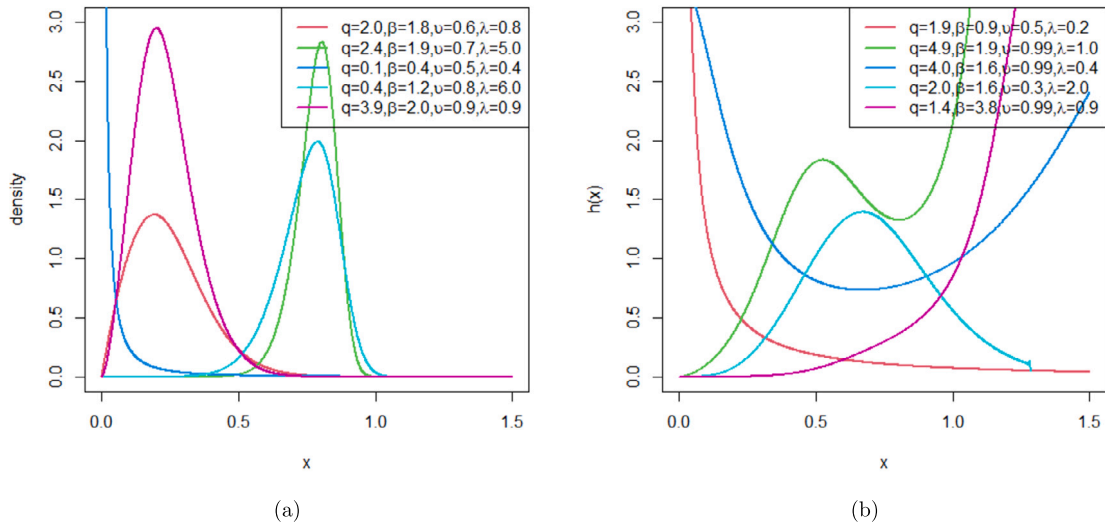 3.0
2.5
2.0
1.5
1.0
0.5
0.0
density
q=2.0,β=1.8,υ=0.6,λ=0.8
q=2.4,β=1.9,υ=0.7,λ=5.0
q=0.1,β=0.4,υ=0.5,λ=0.4
q=0.4,β=1.2,υ=0.8,λ=6.0
q=3.9,β=2.0,υ=0.9,λ=0.9
0.0 0.5 1.0 1.5
x
(a)
3.0
2.5
2.0
1.5
1.0
0.5
0.0
h(x)
q=1.9,β=0.9,υ=0.5,λ=0.2
q=4.9,β=1.9,υ=0.99,λ=1.0
q=4.0,β=1.6,υ=0.99,λ=0.4
q=2.0,β=1.6,υ=0.3,λ=2.0
q=1.4,β=3.8,υ=0.99,λ=0.9
0.0 0.5 1.0 1.5
x
(b)